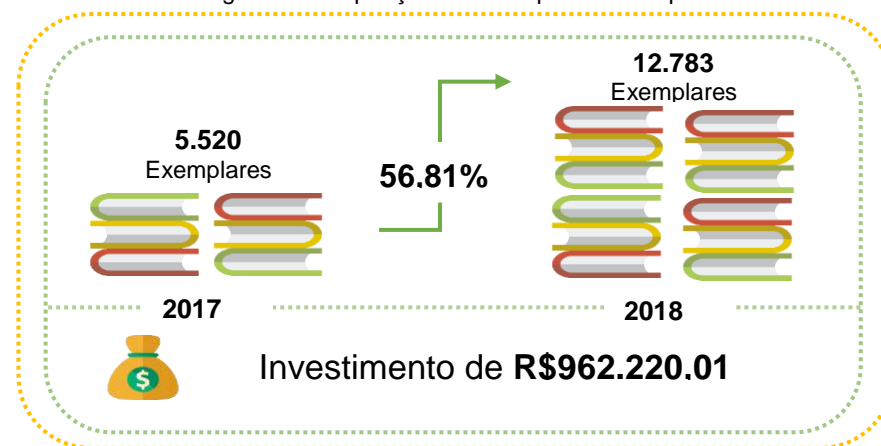 12.783
Exemplares
5.520
Exemplares
56.81%
2017
2018
$
Investimento de R$962.220,01